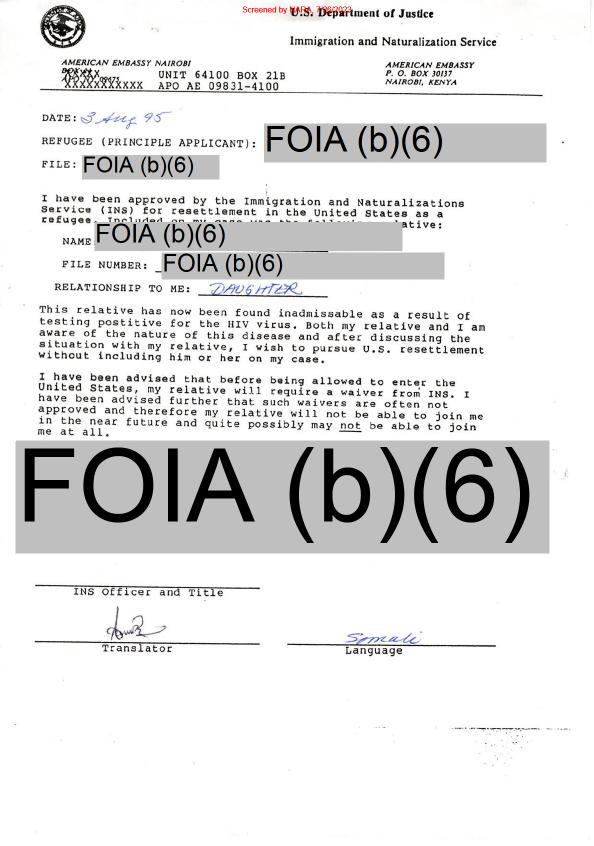 Screened by NARA, 7/26/2023
U.S. Department of Justice
Immigration and Naturalization Service
AMERICAN EMBASSY NAIROBI
UNIT 64100 BOX 21B
APO AE 09831-4100
AMERICAN EMBASSY
P. O. BOX 30137
NAIROBI, KENYA
DATE: 3 Aug 95
REFUGEE (PRINCIPLE APPLICANT): FOIA (b)(6)
FILE: FOIA (b)(6)
I have been approved by the Immigration and Naturalizations
Service (INS) for resettlement in the United States as a
refugee. Included on my case was the following relative:
NAME: FOIA (b)(6)
FILE NUMBER: FOIA (b)(6)
RELATIONSHIP TO ME: DAUGHTER
This relative has now been found inadmissable as a result of
testing postitive for the HIV virus. Both my relative and I am
aware of the nature of this disease and after discussing the
situation with my relative, I wish to pursue U.S. resettlement
without including him or her on my case.
I have been advised that before being allowed to enter the
United States, my relative will require a waiver from INS. I
have been advised further that such waivers are often not
approved and therefore my relative will not be able to join me
in the near future and quite possibly may not be able to join
me at all.
FOIA (b)(6)
INS Officer and Title
Translator
Somali
Language